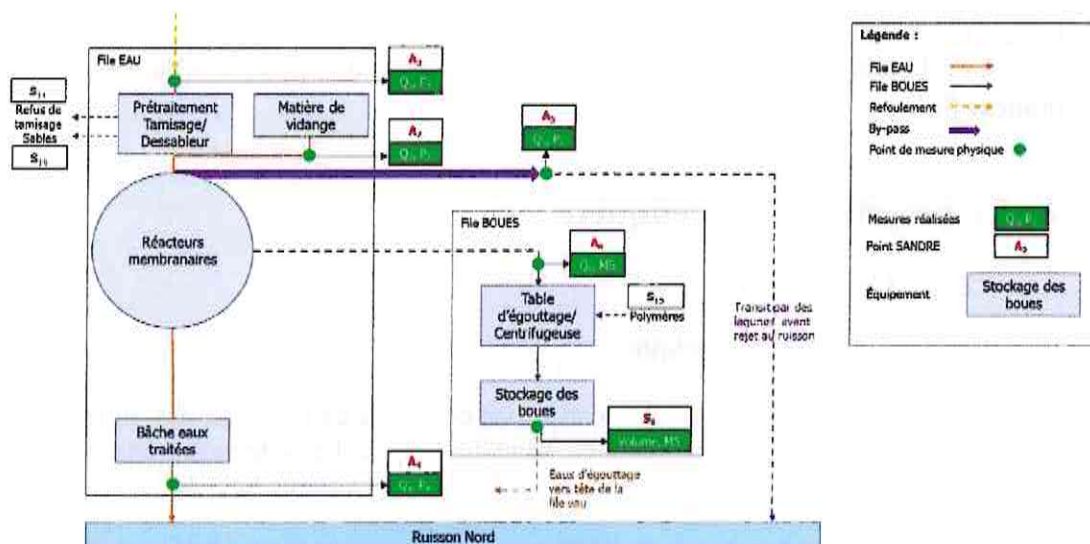 File EAU
A₃
Q, P
S₁₁
Refus de
tamisage
Sables
Prétraitement
Tamisage/
Dessableur
Matière de
vidange
A₇
Q, P
A₅
Q, P
Réacteurs
membranaires
File BOUES
A₆
Q, MS
Table
d'égouttage/
Centrifugeuse
S₁₅
Polymères
Transit par des
lagunes avant
rejet au ruisson
Stockage des
boues
S₆
Volume, MS
Bâche eaux
traitées
A₄
Q, P
Eaux d'égouttage
vers tête de la
file eau
Ruisson Nord
Légende :
File EAU
File BOUES
Refoulement
By-pass
Point de mesure physique
Mesures réalisées
Q, P
Point SANDRE
A₃
Équipement
Stockage des
boues